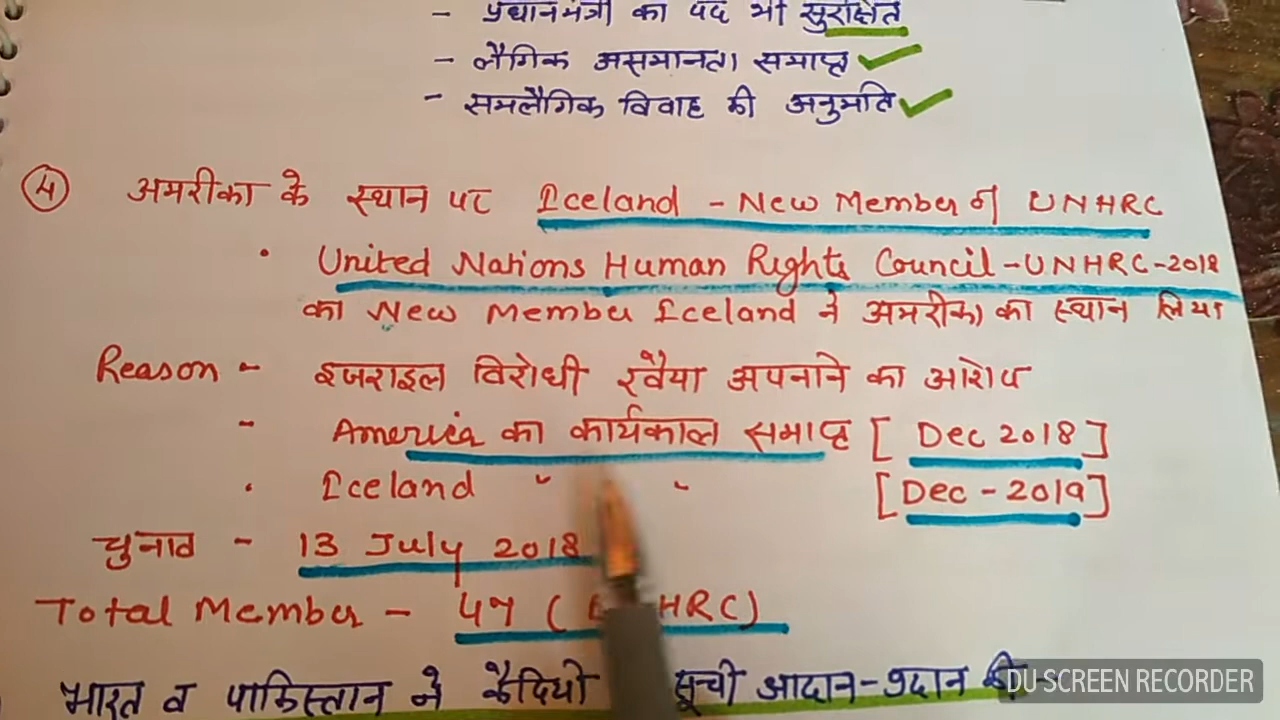 - प्रधानमंत्री का पद भी सुरक्षित
- लैगिक असमानता समाप्त
- समलैगिक विवाह की अनुमति
④ अमरीका के स्थान पर Iceland - New Member of UNHRC
· United Nations Human Rights Council - UNHRC - 2018
का New Member Iceland ने अमरीका का स्थान लिया
Reason - इजराइल विरोधी रवैया अपनाने का आरोप
- America का कार्यकाल समाप्त [ Dec 2018 ]
· Iceland " " [ Dec - 2019 ]
चुनाव - 13 July 2018
Total Member - 47 ( HRC)
भारत व पाकिस्तान ने कैदियो सूची आदान-प्रदान की-
DU SCREEN RECORDER